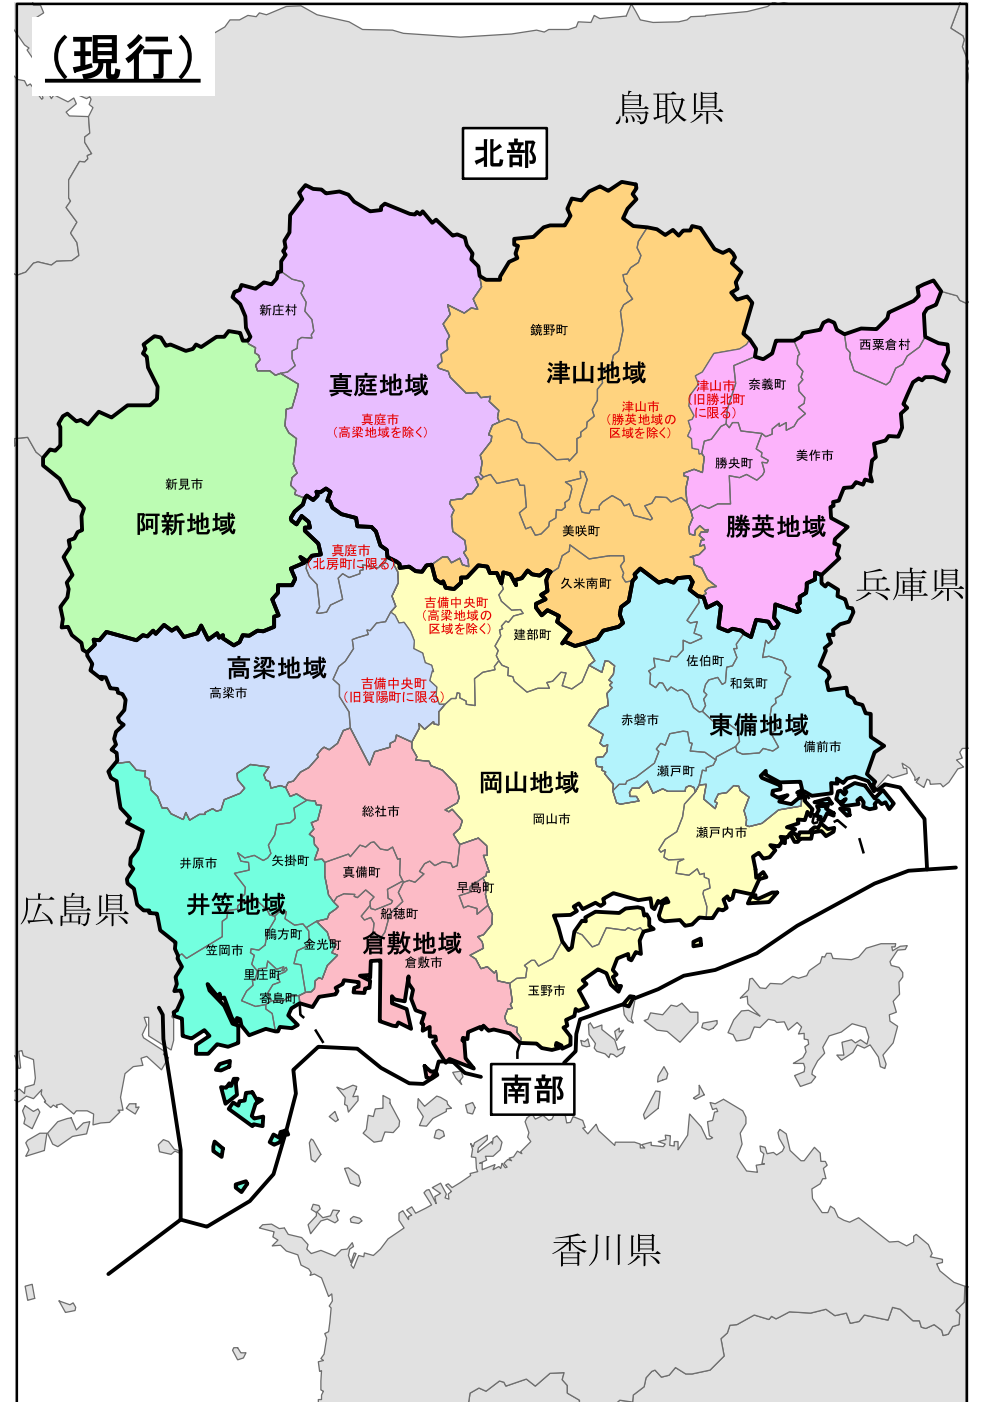 (現行)
鳥取県
北部
新庄村
鏡野町
西粟倉村
真庭地域
津山地域
津山市
(旧勝北町
に限る)
奈義町
真庭市
(高梁地域を除く)
津山市
(勝英地域の
区域を除く)
勝央町
美作市
新見市
阿新地域
美咲町
勝英地域
真庭市
(北房町に限る)
久米南町
兵庫県
吉備中央町
(高梁地域の
区域を除く)
建部町
高梁地域
高梁市
吉備中央町
(旧賀陽町に限る)
佐伯町
和気町
赤磐市
東備地域
備前市
瀬戸町
岡山地域
岡山市
総社市
瀬戸内市
井原市
矢掛町
真備町
早島町
広島県
井笠地域
船穂町
鴨方町
金光町
倉敷地域
倉敷市
笠岡市
里庄町
寄島町
玉野市
南部
香川県